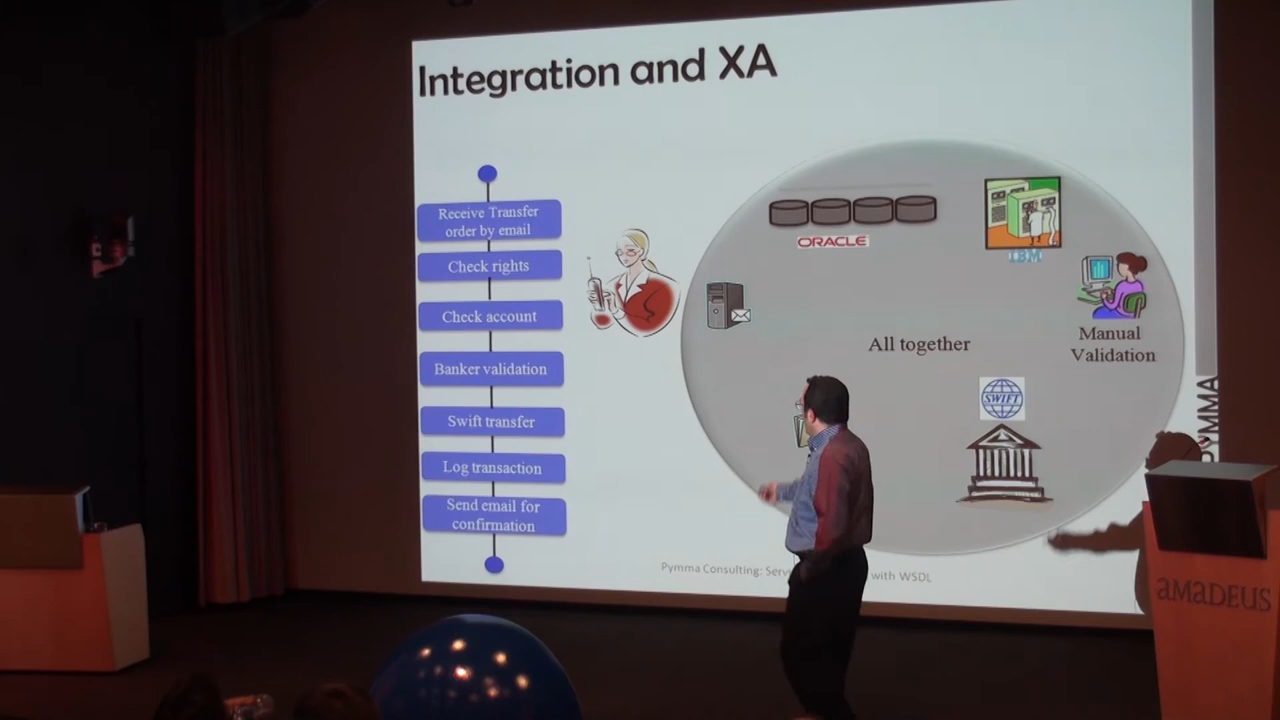 Integration and XA
Receive Transfer
order by email
Check rights
Check account
Banker validation
Swift transfer
Log transaction
Send email for
confirmation
ORACLE
IBM
Manual
Validation
All together
SWIFT
Pymma Consulting:
with WSDL
PYMMA
amadeus